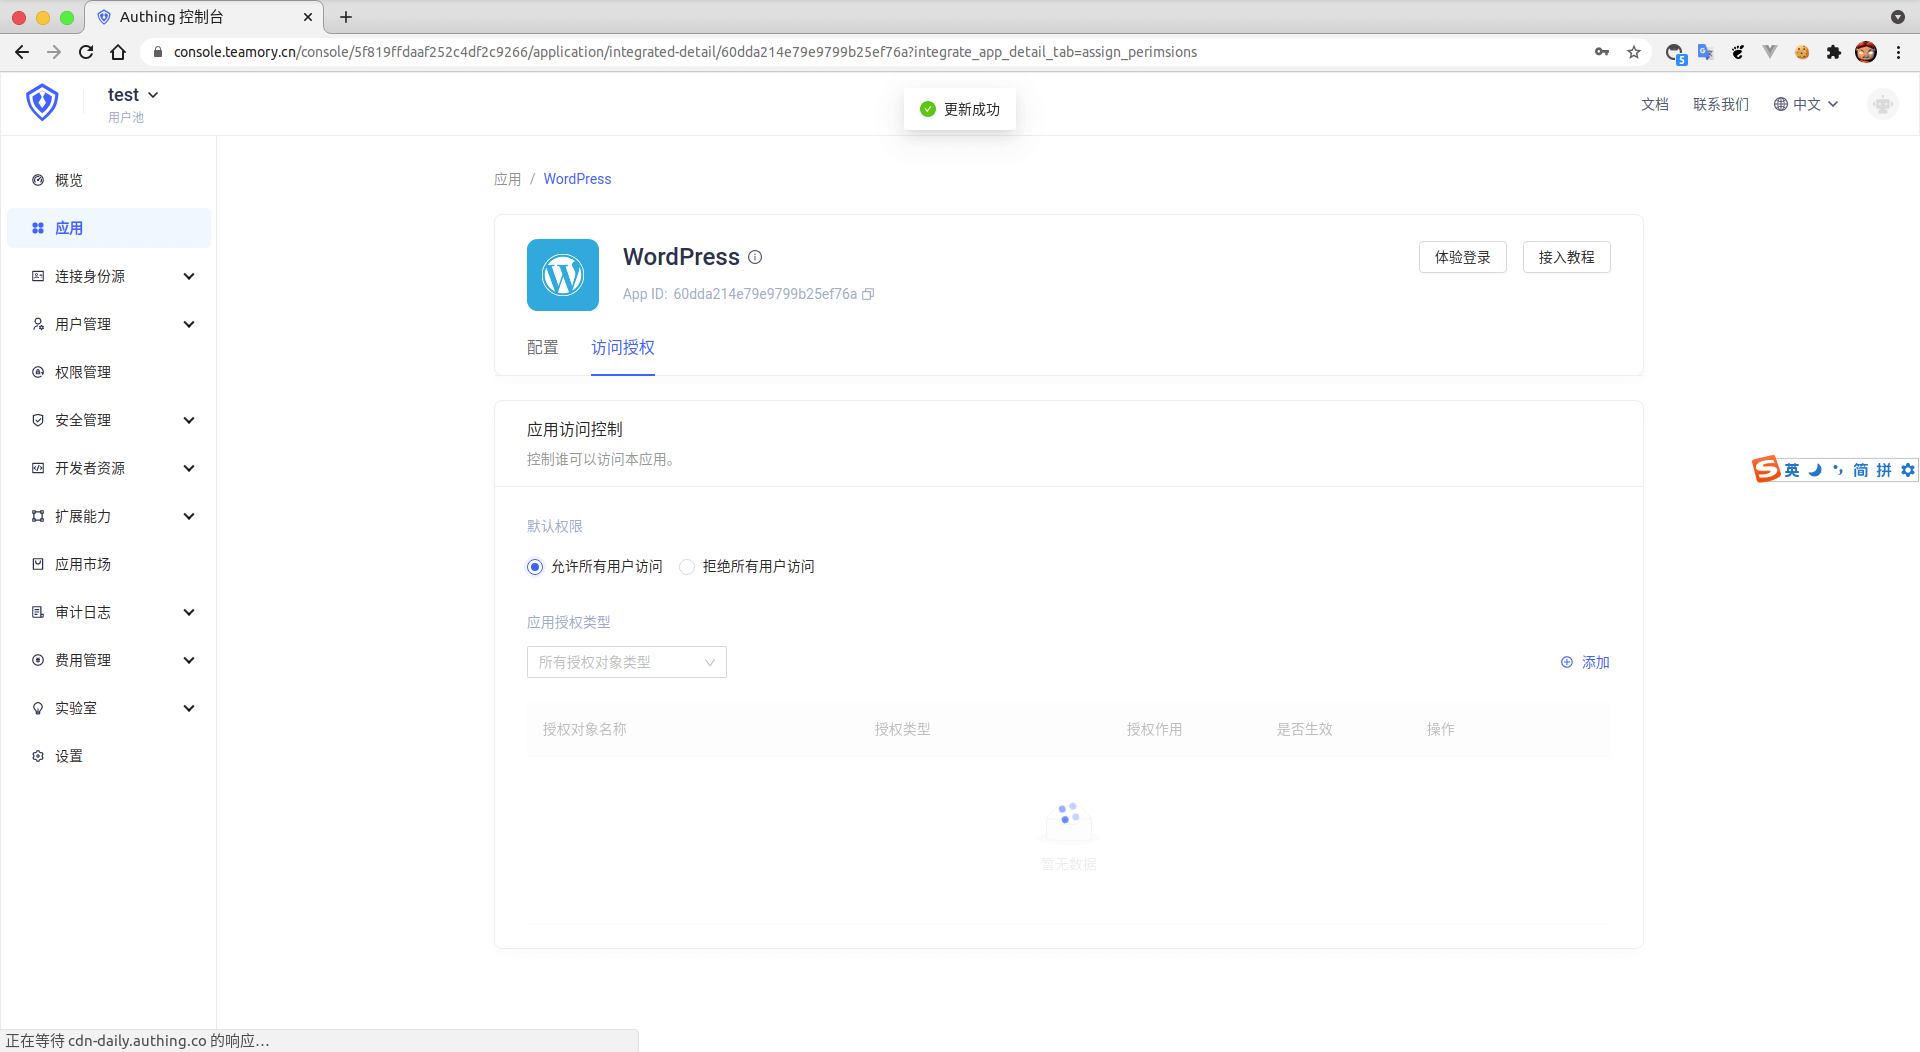 Authing 控制台
console.teamory.cn/console/5f819ffdaaf252c4df2c9266/application/integrated-detail/60dda214e79e9799b25ef76a?integrate_app_detail_tab=assign_perimsions
5
test
用户池
更新成功
文档
联系我们
中文
概览
应用
连接身份源
用户管理
权限管理
安全管理
开发者资源
扩展能力
应用市场
审计日志
费用管理
实验室
设置
应用 / WordPress
WordPress
App ID: 60dda214e79e9799b25ef76a
体验登录
接入教程
配置
访问授权
应用访问控制
控制谁可以访问本应用。
默认权限
允许所有用户访问
拒绝所有用户访问
应用授权类型
所有授权对象类型
添加
授权对象名称 授权类型 授权作用 是否生效 操作
暂无数据
英 简 拼
正在等待 cdn-daily.authing.co 的响应…